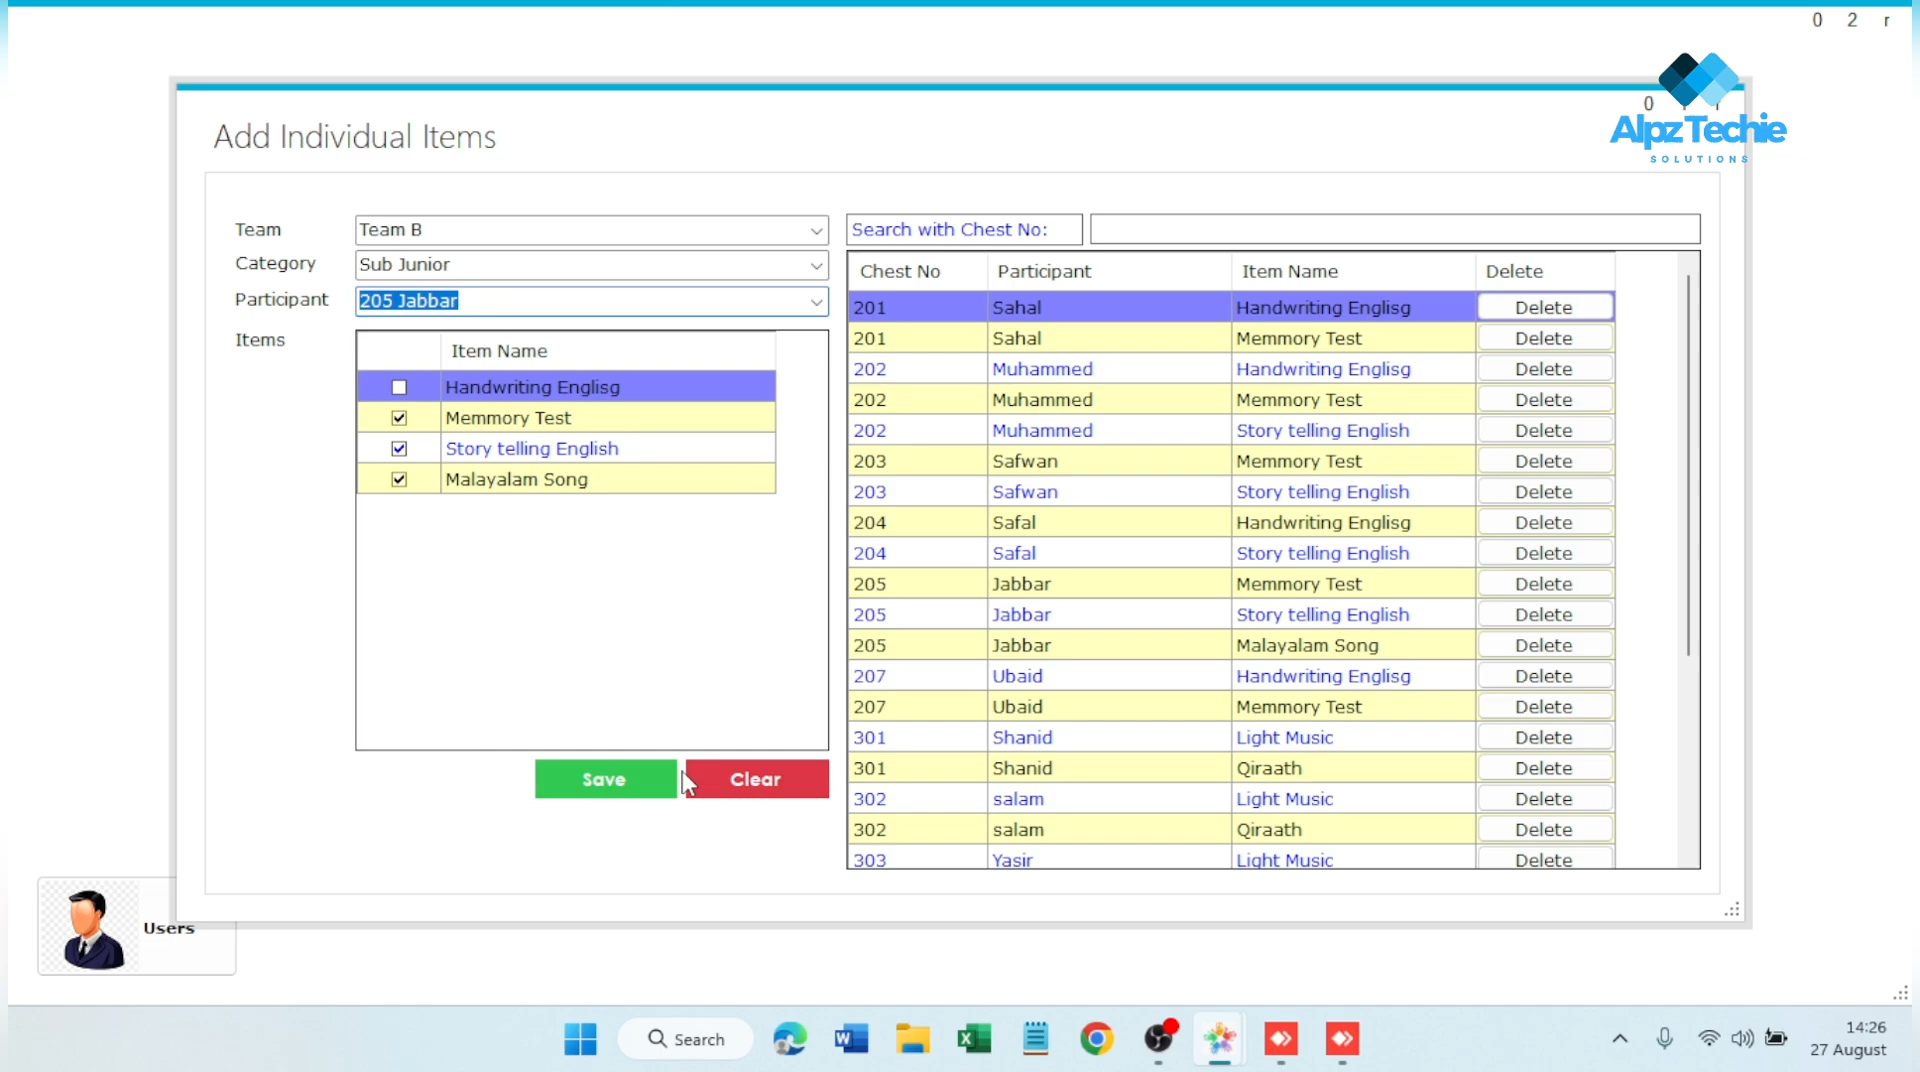 0 2 r
Alpz Techie
SOLUTIONS
Add Individual Items
Team
Team B
Category
Sub Junior
Participant
205 Jabbar
Items
Item Name
Handwriting Englisg
Memmory Test
Story telling English
Malayalam Song
Save
Clear
Search with Chest No:
Chest No Participant Item Name Delete
201 Sahal Handwriting Englisg Delete
201 Sahal Memmory Test Delete
202 Muhammed Handwriting Englisg Delete
202 Muhammed Memmory Test Delete
202 Muhammed Story telling English Delete
203 Safwan Memmory Test Delete
203 Safwan Story telling English Delete
204 Safal Handwriting Englisg Delete
204 Safal Story telling English Delete
205 Jabbar Memmory Test Delete
205 Jabbar Story telling English Delete
205 Jabbar Malayalam Song Delete
207 Ubaid Handwriting Englisg Delete
207 Ubaid Memmory Test Delete
301 Shanid Light Music Delete
301 Shanid Qiraath Delete
302 salam Light Music Delete
302 salam Qiraath Delete
303 Yasir Light Music Delete
Users
Search
14:26
27 August